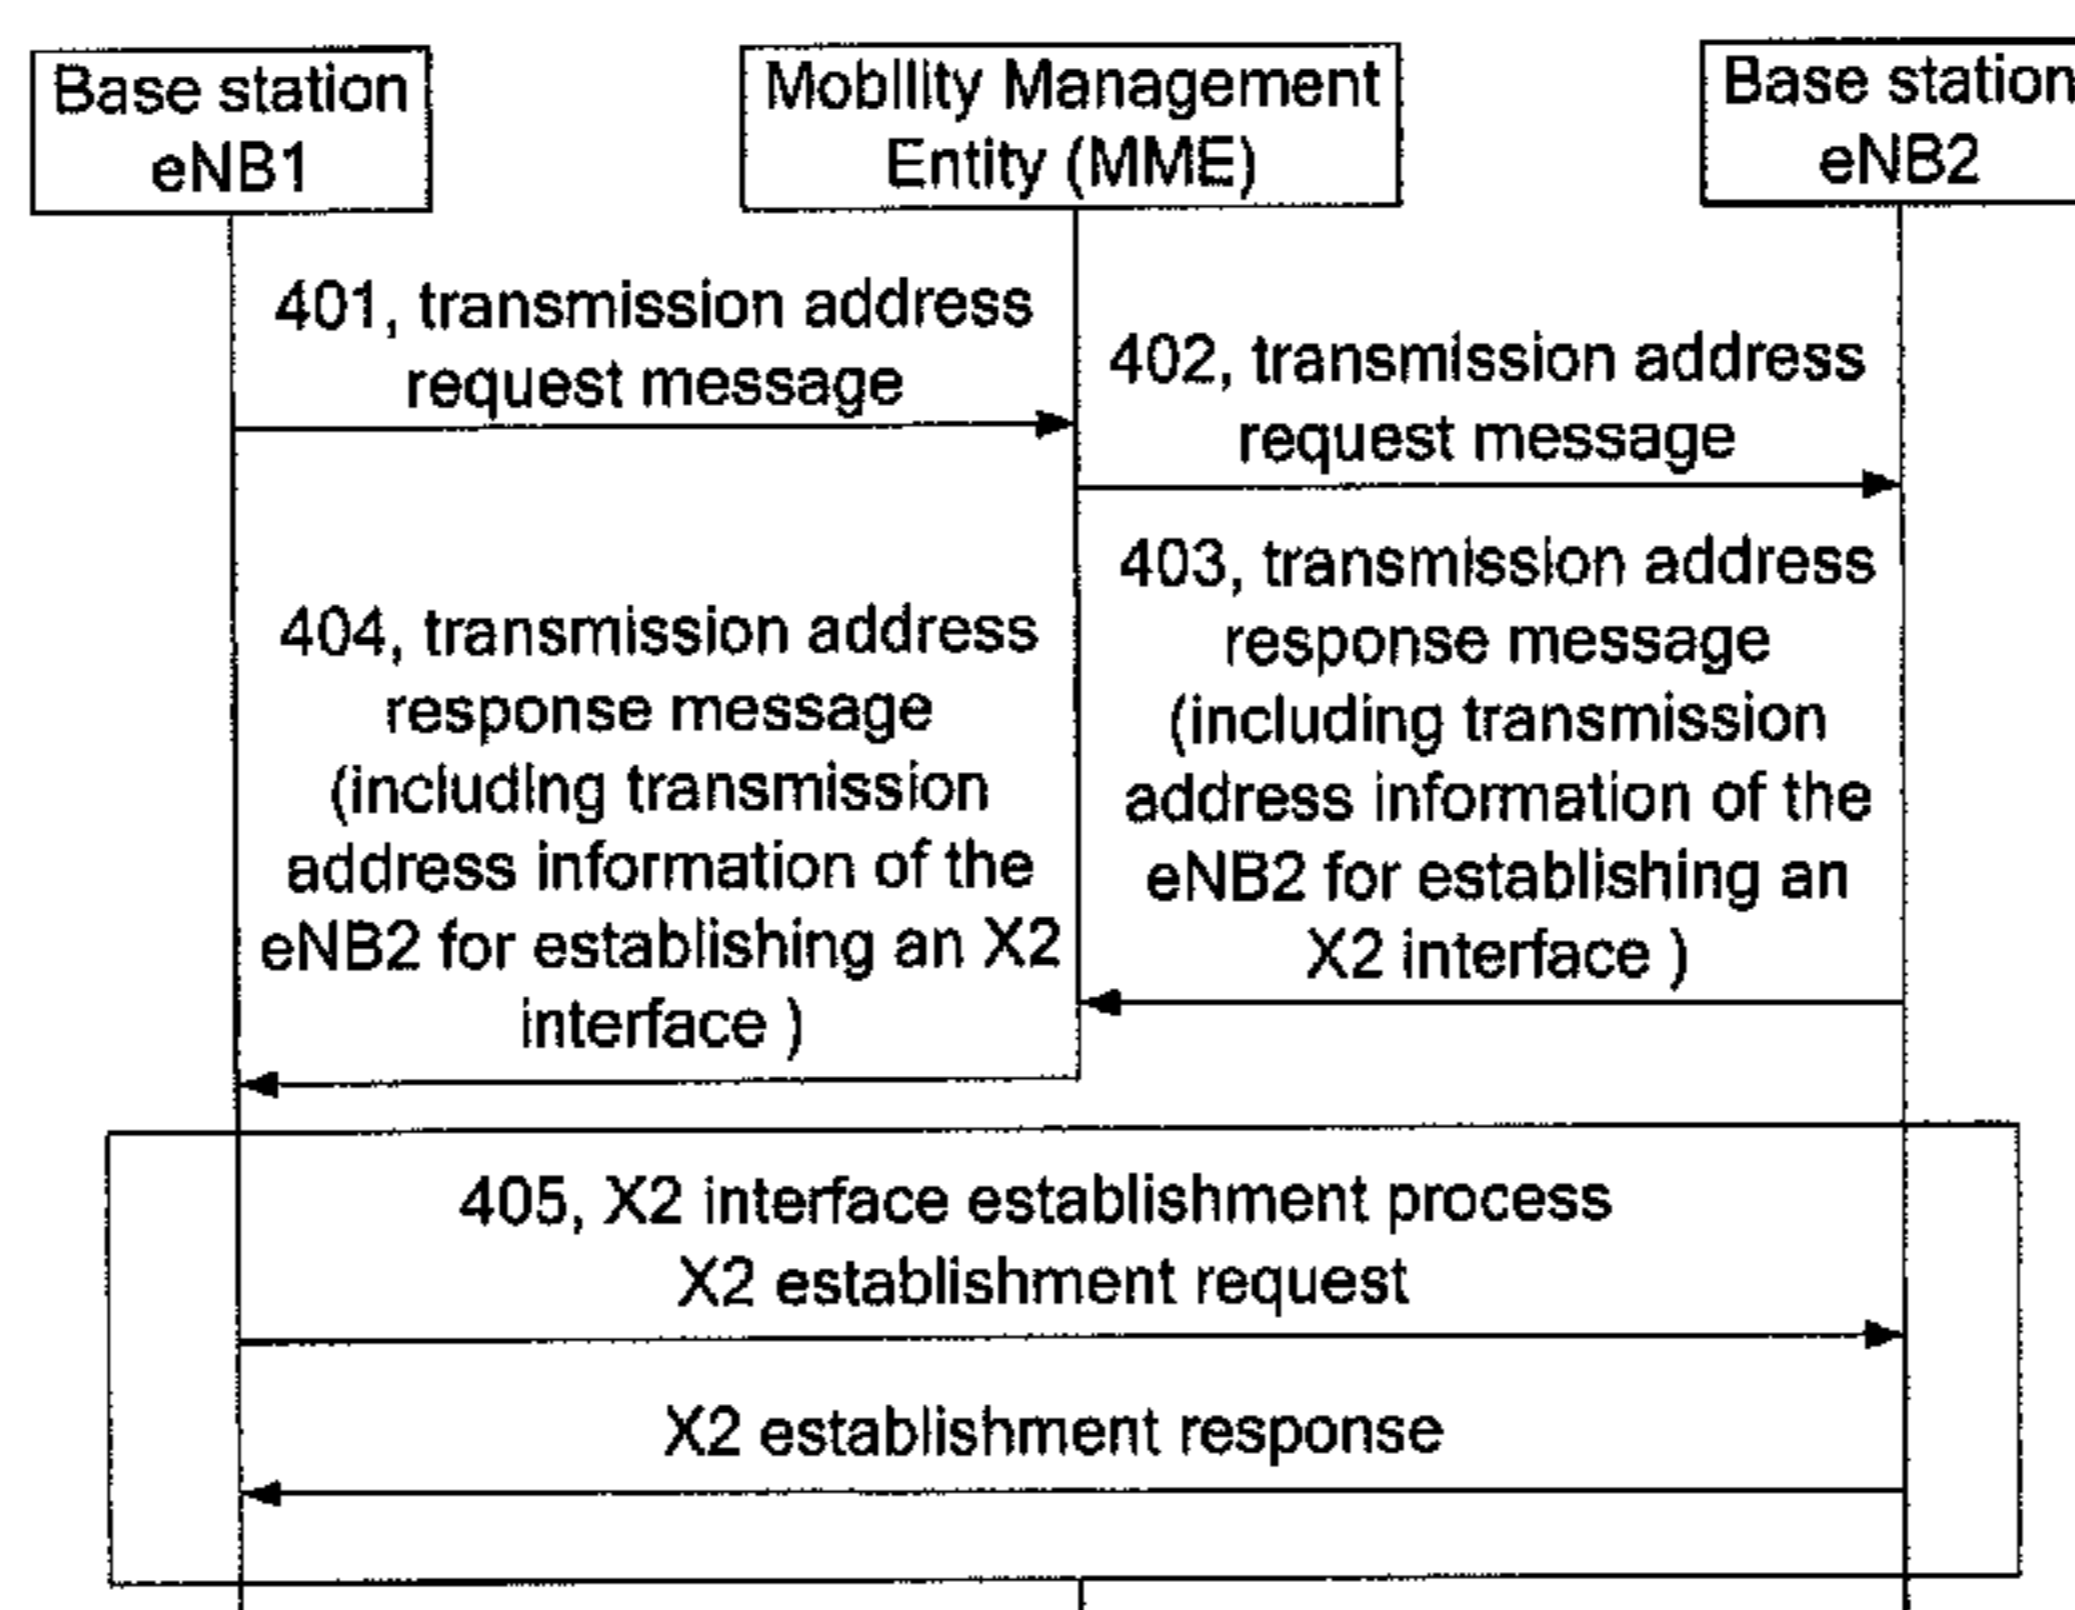 Base station
eNB1
Mobility Management
Entity (MME)
Base station
eNB2
401, transmission address
request message
402, transmission address
request message
403, transmission address
response message
(including transmission
address information of the
eNB2 for establishing an
X2 interface )
404, transmission address
response message
(including transmission
address information of the
eNB2 for establishing an X2
interface )
405, X2 interface establishment process
X2 establishment request
X2 establishment response